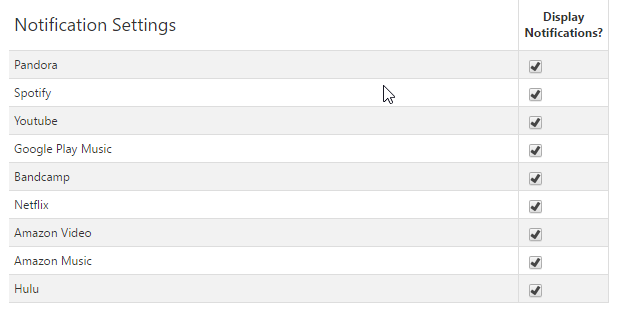 Notification Settings
Display
Notifications?
Pandora
Spotify
Youtube
Google Play Music
Bandcamp
Netflix
Amazon Video
Amazon Music
Hulu